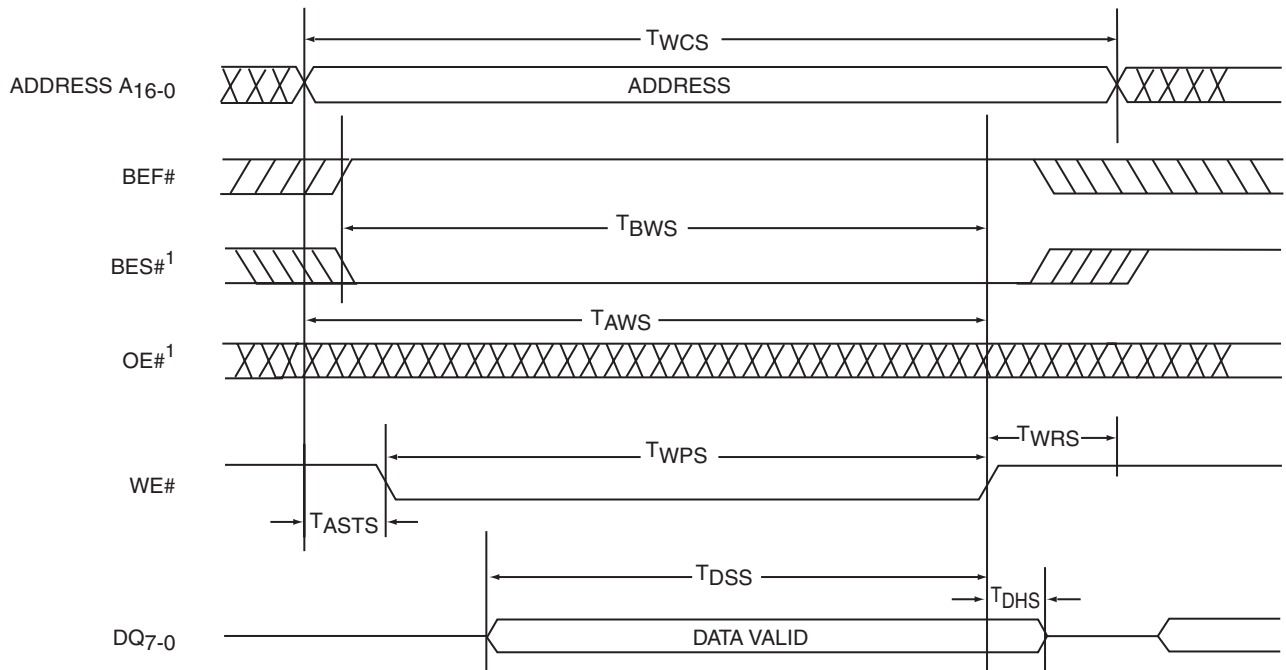 TWCS
ADDRESS A16-0
ADDRESS
BEF#
TBWS
BES#1
TAWS
OE#1
TWRS
TWPS
WE#
TASTS
TDSS
TDHS
DQ7-0
DATA VALID